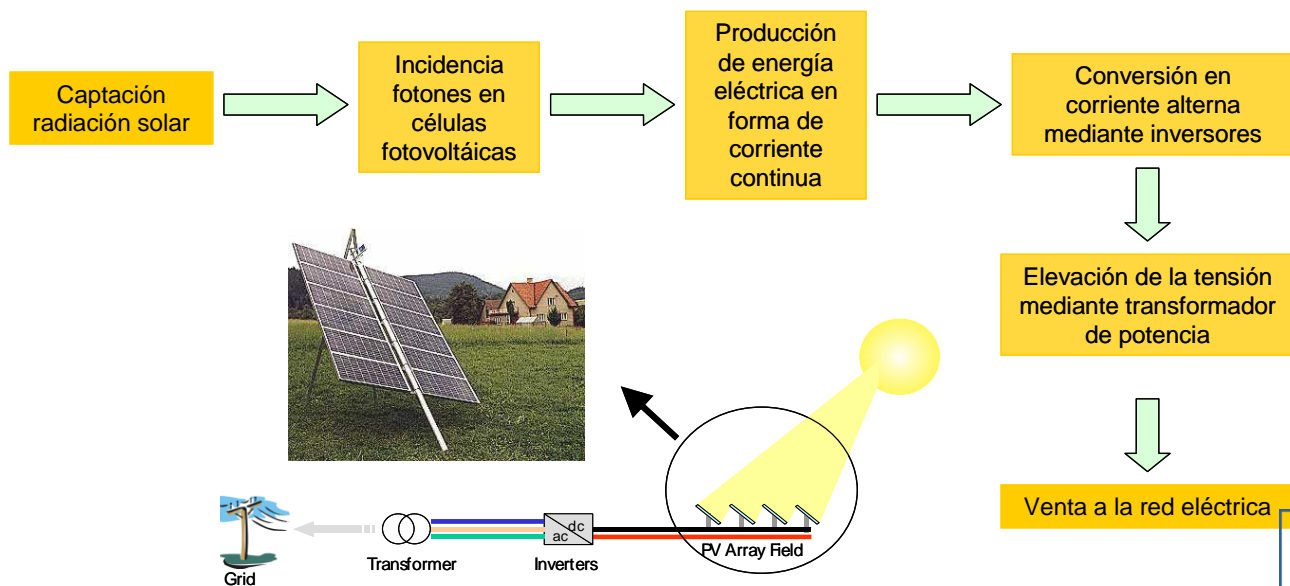 Captación
radiación solar
Incidencia
fotones en
células
fotovoltáicas
Producción
de energía
eléctrica en
forma de
corriente
continua
Conversión en
corriente alterna
mediante inversores
Elevación de la tensión
mediante transformador
de potencia
Venta a la red eléctrica
dc
ac
PV Array Field
Inverters
Transformer
Grid